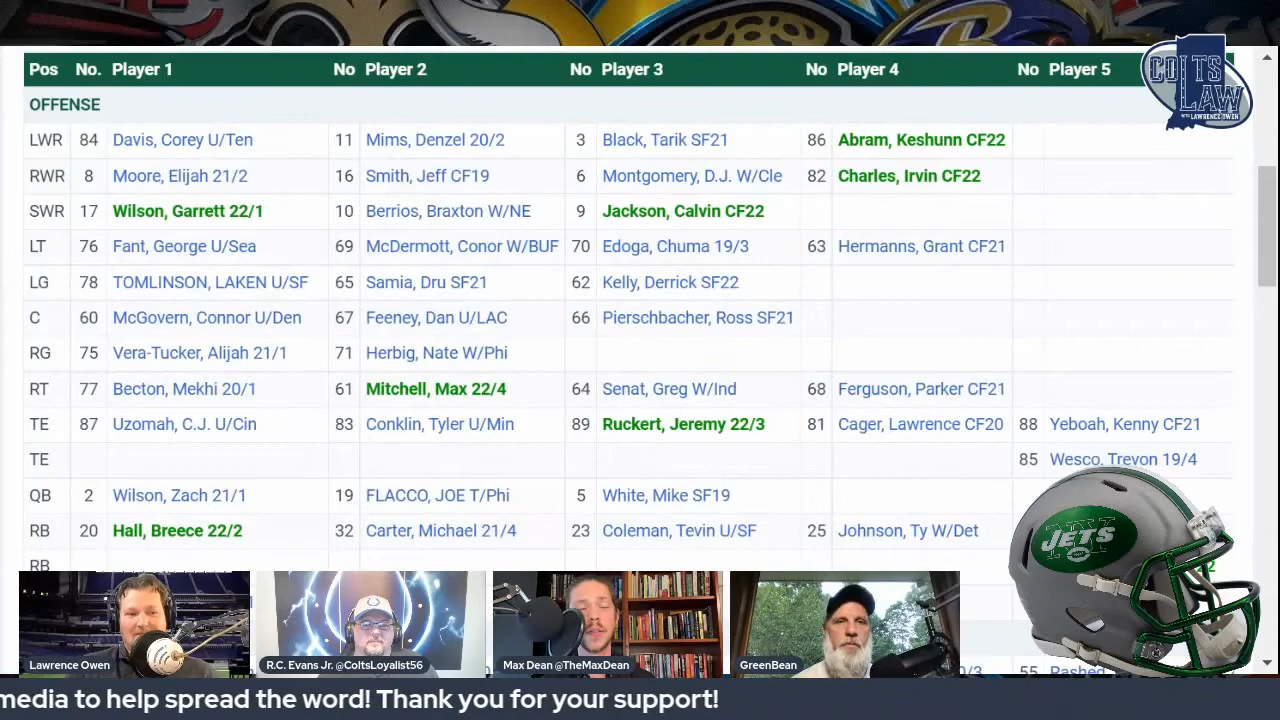 Pos No. Player 1 No Player 2 No Player 3 No Player 4 No Player 5
COLTS LAW
WITH LAWRENCE OWEN
OFFENSE
LWR 84 Davis, Corey U/Ten 11 Mims, Denzel 20/2 3 Black, Tarik SF21 86 Abram, Keshunn CF22
RWR 8 Moore, Elijah 21/2 16 Smith, Jeff CF19 6 Montgomery, D.J. W/Cle 82 Charles, Irvin CF22
SWR 17 Wilson, Garrett 22/1 10 Berrios, Braxton W/NE 9 Jackson, Calvin CF22
LT 76 Fant, George U/Sea 69 McDermott, Conor W/BUF 70 Edoga, Chuma 19/3 63 Hermanns, Grant CF21
LG 78 TOMLINSON, LAKEN U/SF 65 Samia, Dru SF21 62 Kelly, Derrick SF22
C 60 McGovern, Connor U/Den 67 Feeney, Dan U/LAC 66 Pierschbacher, Ross SF21
RG 75 Vera-Tucker, Alijah 21/1 71 Herbig, Nate W/Phi
RT 77 Becton, Mekhi 20/1 61 Mitchell, Max 22/4 64 Senat, Greg W/Ind 68 Ferguson, Parker CF21
TE 87 Uzomah, C.J. U/Cin 83 Conklin, Tyler U/Min 89 Ruckert, Jeremy 22/3 81 Cager, Lawrence CF20 88 Yeboah, Kenny CF21
TE 85 Wesco, Trevon 19/4
QB 2 Wilson, Zach 21/1 19 FLACCO, JOE T/Phi 5 White, Mike SF19
RB 20 Hall, Breece 22/2 32 Carter, Michael 21/4 23 Coleman, Tevin U/SF 25 Johnson, Ty W/Det
RB
JETS
Lawrence Owen
R.C. Evans Jr. @ColtsLoyalist56
Max Dean @TheMaxDean
GreenBean
0/3 55 Rashed
media to help spread the word! Thank you for your support!